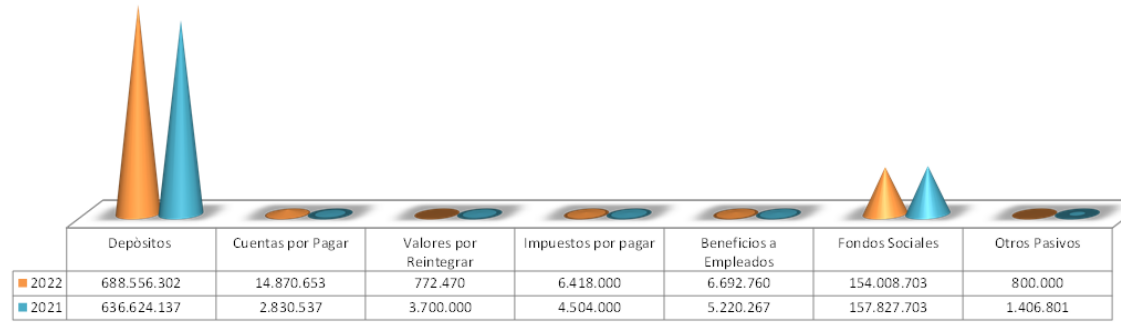 Depòsitos Cuentas por Pagar Valores por Reintegrar Impuestos por pagar Beneficios a Empleados Fondos Sociales Otros Pasivos
2022 688.556.302 14.870.653 772.470 6.418.000 6.692.760 154.008.703 800.000
2021 636.624.137 2.830.537 3.700.000 4.504.000 5.220.267 157.827.703 1.406.801